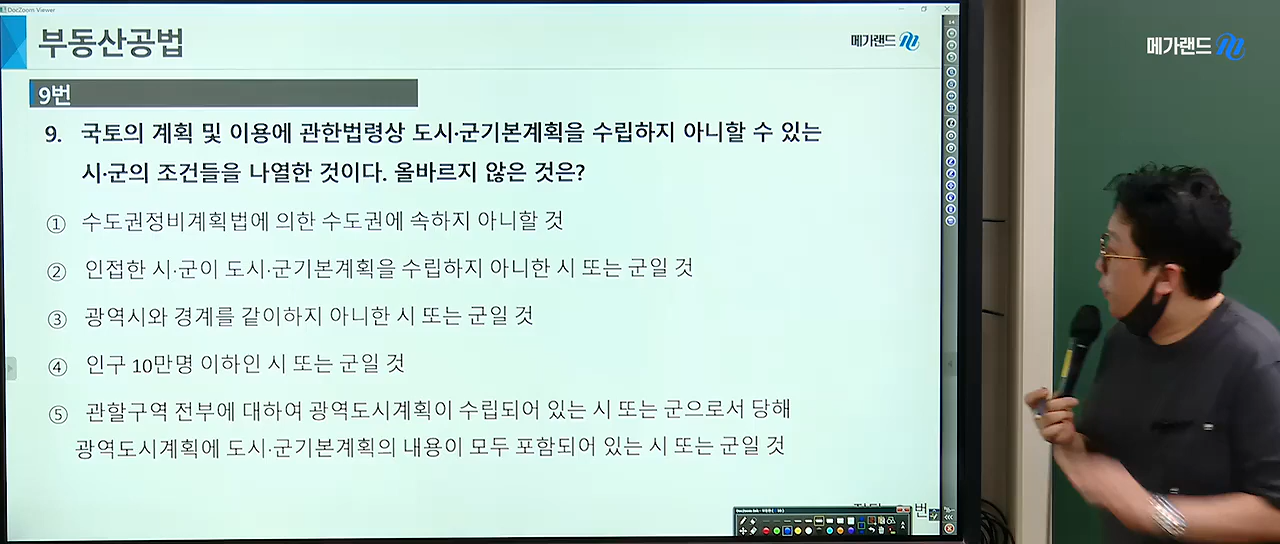 DocZoom Viewer
부동산공법
메가랜드
메가랜드
9번
9. 국토의 계획 및 이용에 관한법령상 도시·군기본계획을 수립하지 아니할 수 있는
시·군의 조건들을 나열한 것이다. 올바르지 않은 것은?
① 수도권정비계획법에 의한 수도권에 속하지 아니할 것
② 인접한 시·군이 도시·군기본계획을 수립하지 아니한 시 또는 군일 것
③ 광역시와 경계를 같이하지 아니한 시 또는 군일 것
④ 인구 10만명 이하인 시 또는 군일 것
⑤ 관할구역 전부에 대하여 광역도시계획이 수립되어 있는 시 또는 군으로서 당해
광역도시계획에 도시·군기본계획의 내용이 모두 포함되어 있는 시 또는 군일 것
번